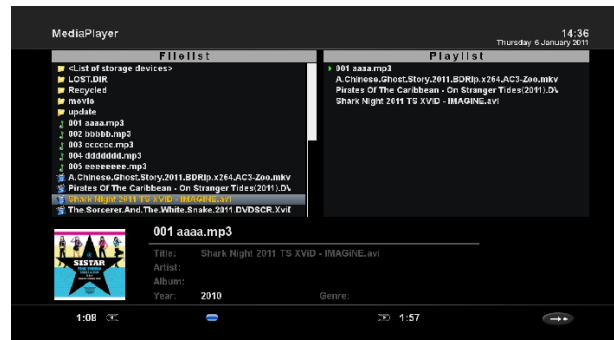 MediaPlayer
14:36
Thursday 6 January 2011
Filelist
<List of storage devices>
LOST.DIR
Recycled
movie
update
001 aaaa.mp3
002 bbbbb.mp3
003 cccccc.mp3
004 ddddddd.mp3
005 eeeeeeee.mp3
A.Chinese.Ghost.Story.2011.BDRip.x264.AC3-Zoo.mkv
Pirates Of The Caribbean - On Stranger Tides(2011).DV
Shark Night 2011 TS XViD - IMAGiNE.avi
The.Sorcerer.And.The.White.Snake.2011.DVDSCR.XviD
Playlist
001 aaaa.mp3
A.Chinese.Ghost.Story.2011.BDRip.x264.AC3-Zoo.mkv
Pirates Of The Caribbean - On Stranger Tides(2011).DV
Shark Night 2011 TS XViD - IMAGiNE.avi
SISTAR
001 aaaa.mp3
Title: Shark Night 2011 TS XViD - IMAGiNE.avi
Artist:
Album:
Year: 2010 Genre:
1:08 1:57